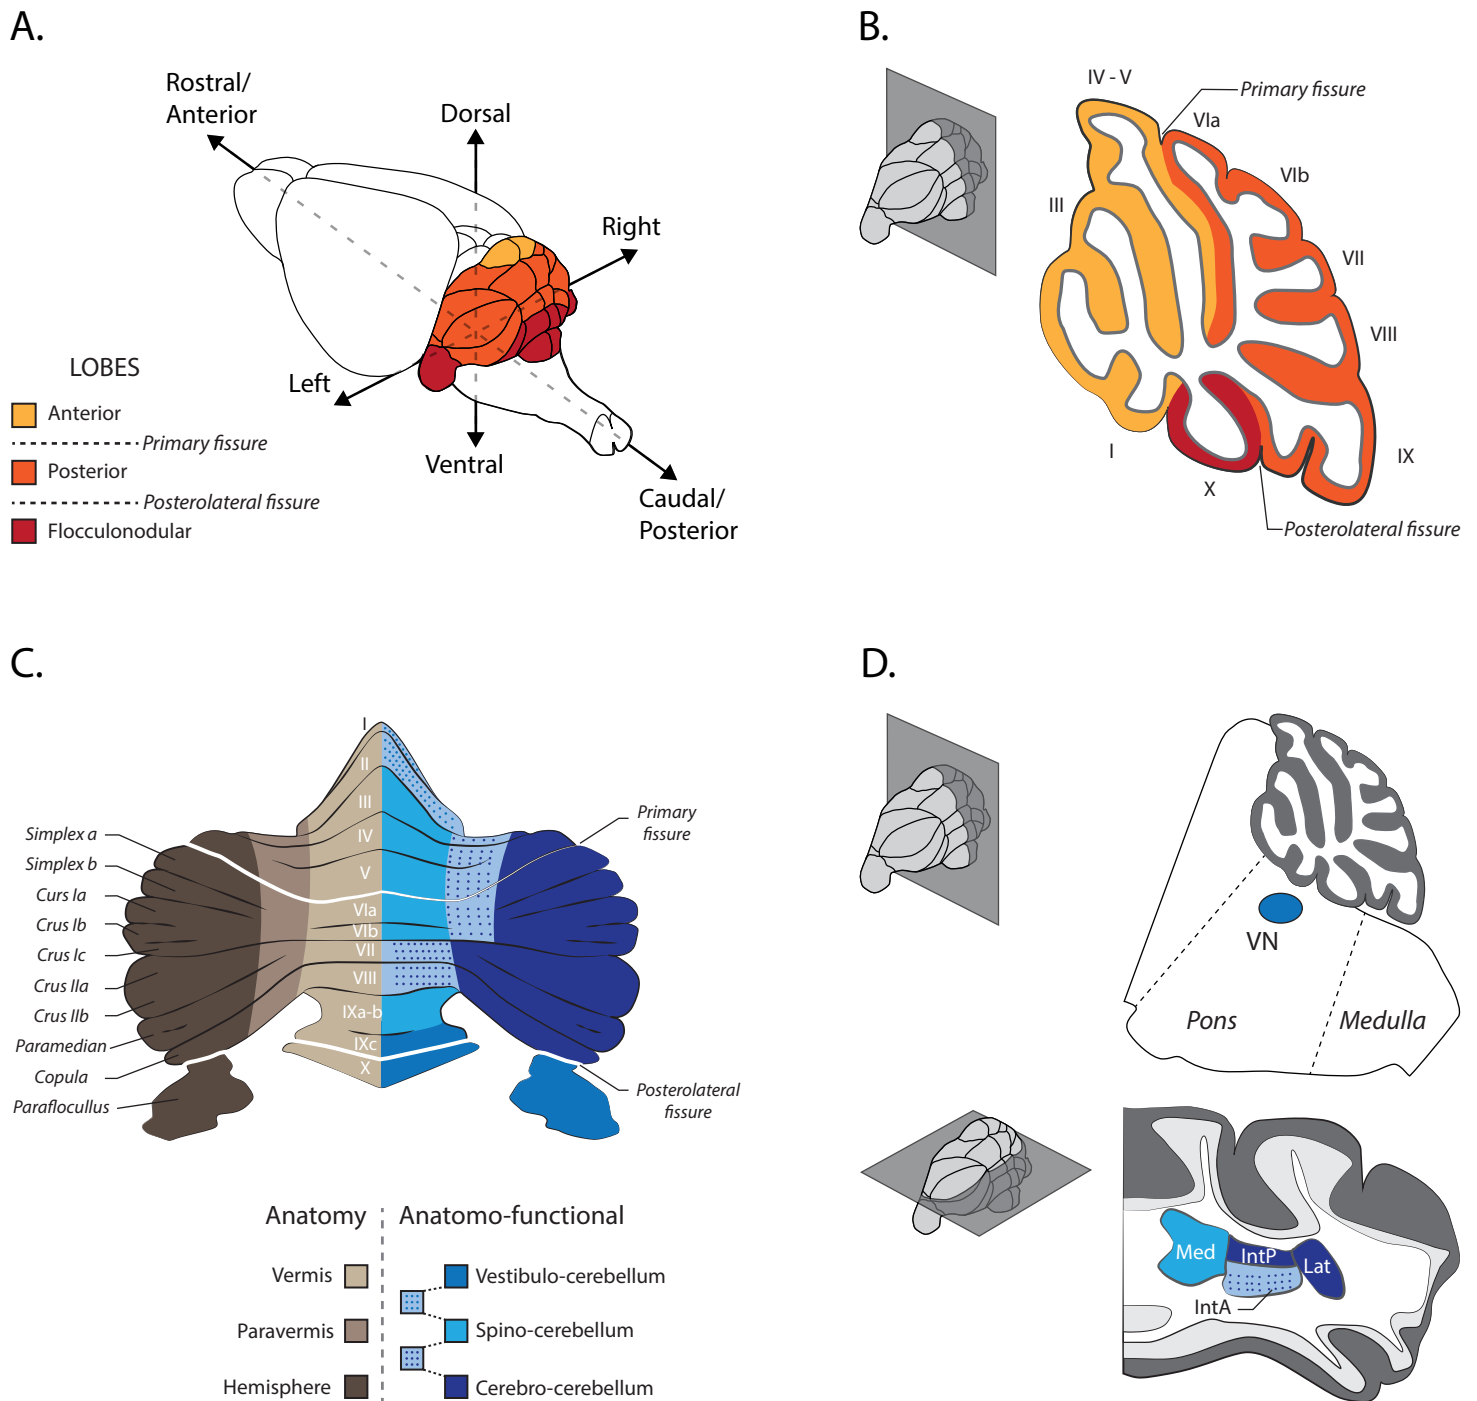 A.
Rostral/
Anterior
Dorsal
Right
Left
Ventral
Caudal/
Posterior
LOBES
Anterior
Primary fissure
Posterior
Posterolateral fissure
Flocculonodular
B.
IV - V
Primary fissure
VIa
VIb
III
VII
VIII
I
X
IX
Posterolateral fissure
C.
I
II
III
IV
V
VIa
VIb
VII
VIII
IXa-b
IXc
X
Simplex a
Simplex b
Curs Ia
Crus Ib
Crus Ic
Crus IIa
Crus IIb
Paramedian
Copula
Paraflocullus
Primary
fissure
Posterolateral
fissure
Anatomy
Anatomo-functional
Vermis
Vestibulo-cerebellum
Paravermis
Spino-cerebellum
Hemisphere
Cerebro-cerebellum
D.
VN
Pons
Medulla
Med
IntP
Lat
IntA